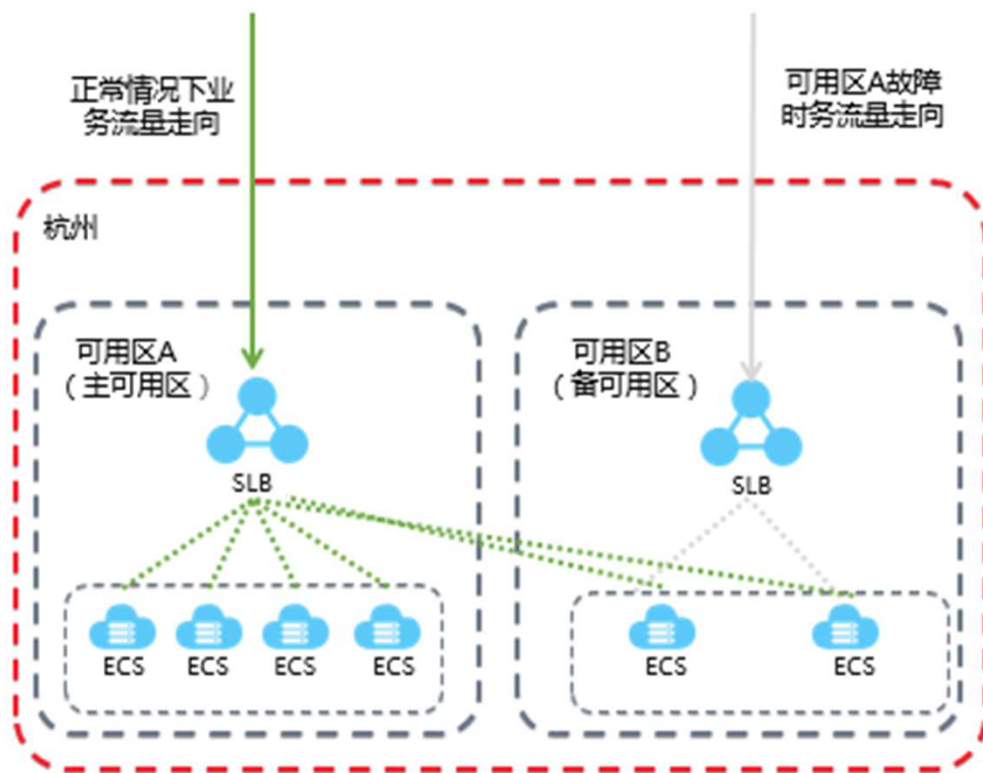 正常情况下业
务流量走向
可用区A故障
时务流量走向
杭州
可用区A
（主可用区）
可用区B
（备可用区）
SLB
SLB
ECS
ECS
ECS
ECS
ECS
ECS